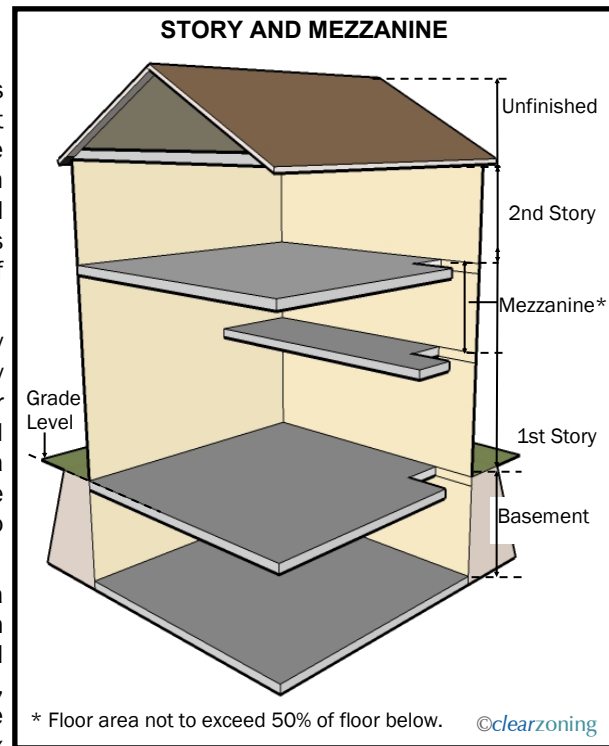 STORY AND MEZZANINE
Unfinished
2nd Story
Mezzanine*
Grade
Level
1st Story
Basement
* Floor area not to exceed 50% of floor below.
©clearzoning